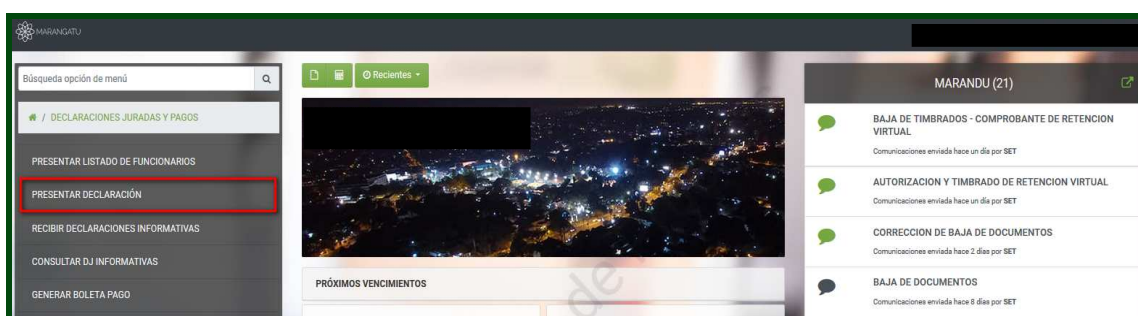 MARANGATU
Búsqueda opción de menú
/ DECLARACIONES JURADAS Y PAGOS
PRESENTAR LISTADO DE FUNCIONARIOS
PRESENTAR DECLARACIÓN
RECIBIR DECLARACIONES INFORMATIVAS
CONSULTAR DJ INFORMATIVAS
GENERAR BOLETA PAGO
Recientes
PRÓXIMOS VENCIMIENTOS
de
MARANDU (21)
BAJA DE TIMBRADOS - COMPROBANTE DE RETENCION
VIRTUAL
Comunicaciones enviada hace un día por SET
AUTORIZACION Y TIMBRADO DE RETENCION VIRTUAL
Comunicaciones enviada hace un día por SET
CORRECCION DE BAJA DE DOCUMENTOS
Comunicaciones enviada hace 2 días por SET
BAJA DE DOCUMENTOS
Comunicaciones enviada hace 8 días por SET